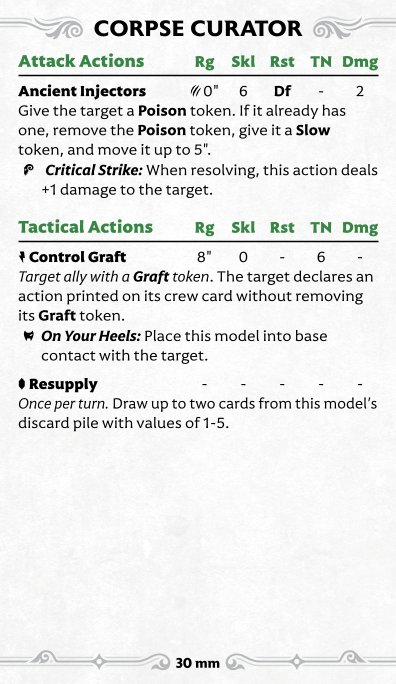 CORPSE CURATOR
Attack Actions Rg Skl Rst TN Dmg
Ancient Injectors 0" 6 Df - 2
Give the target a Poison token. If it already has
one, remove the Poison token, give it a Slow
token, and move it up to 5".
Critical Strike: When resolving, this action deals
+1 damage to the target.
Tactical Actions Rg Skl Rst TN Dmg
Control Graft 8" 0 - 6 -
Target ally with a Graft token. The target declares an
action printed on its crew card without removing
its Graft token.
On Your Heels: Place this model into base
contact with the target.
Resupply - - - - -
Once per turn. Draw up to two cards from this model's
discard pile with values of 1-5.
30 mm